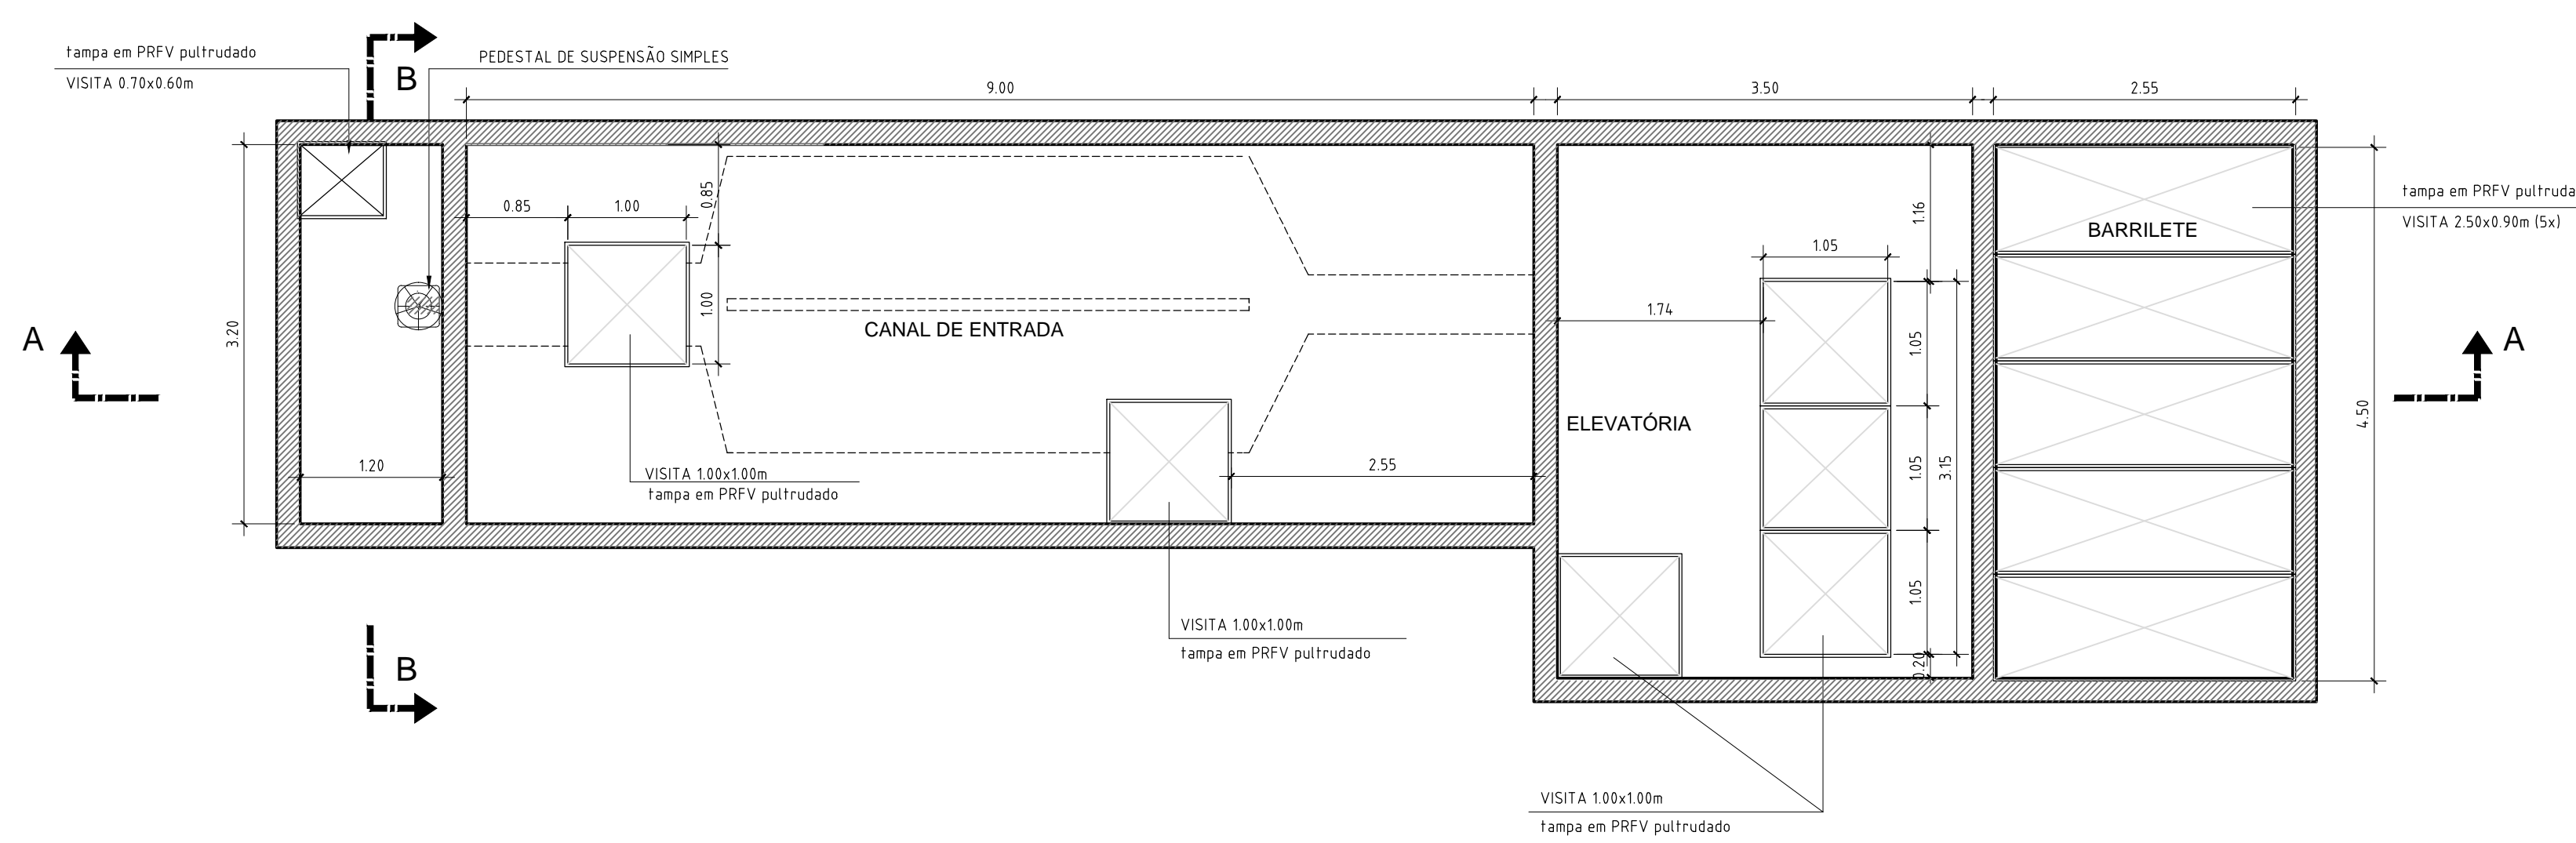 tampa em PRFV pultrudado
VISITA 0.70x0.60m
B
PEDESTAL DE SUSPENSÃO SIMPLES
9.00
3.50
2.55
0.85
1.00
0.85
1.00
1.16
1.05
BARRILETE
tampa em PRFV pultruda
VISITA 2.50x0.90m (5x)
A
3.20
CANAL DE ENTRADA
1.74
1.05
A
1.20
VISITA 1.00x1.00m
tampa em PRFV pultrudado
2.55
ELEVATÓRIA
1.05
3.15
4.50
1.05
0.20
VISITA 1.00x1.00m
tampa em PRFV pultrudado
B
VISITA 1.00x1.00m
tampa em PRFV pultrudado